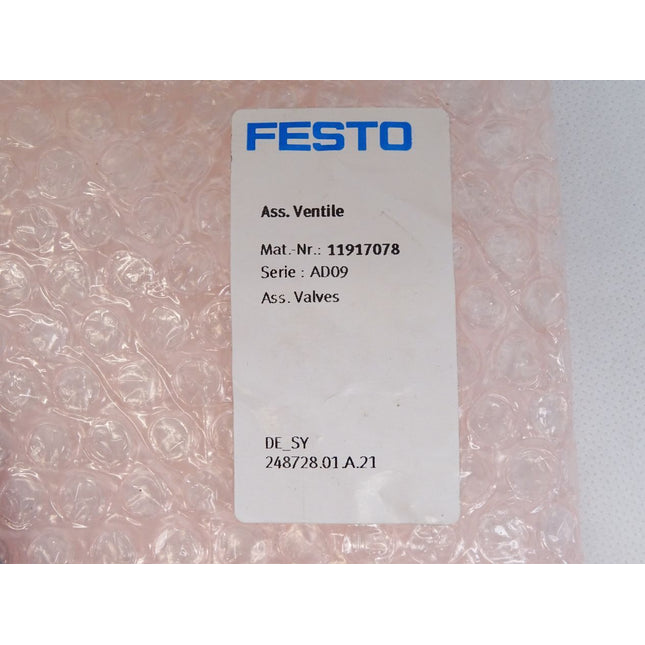 FESTO
Ass. Ventile
Mat.-Nr.: 11917078
Serie : AD09
Ass. Valves
DE_SY
248728.01.A.21